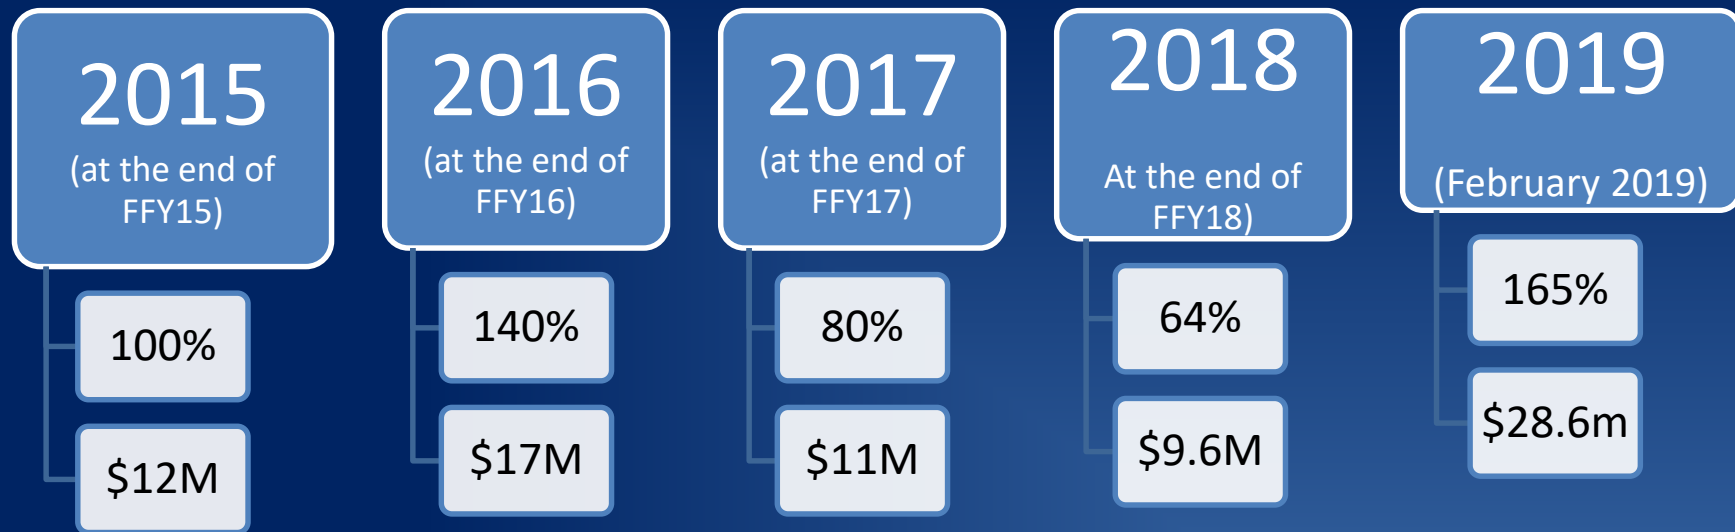 2015
(at the end of
FFY15)
100%
$12M
2016
(at the end of
FFY16)
140%
$17M
2017
(at the end of
FFY17)
80%
$11M
2018
At the end of
FFY18)
64%
$9.6M
2019
(February 2019)
165%
$28.6m